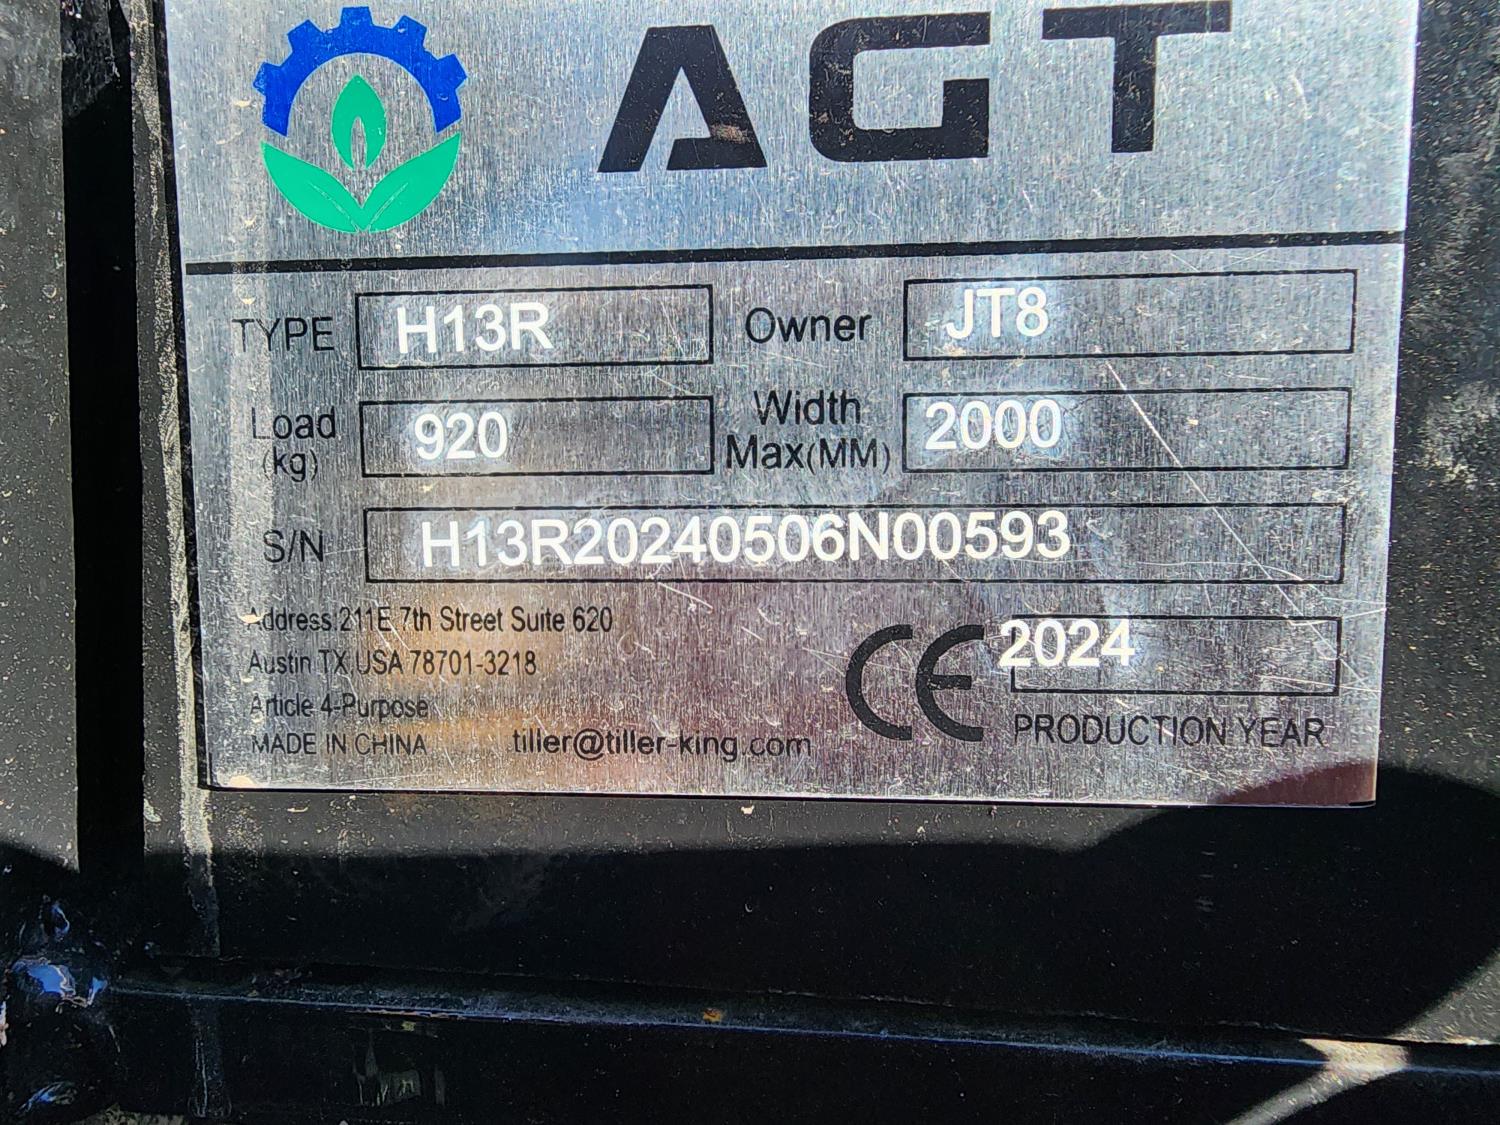 AGT
TYPE H13R Owner JT8
Load (kg) 920 Width Max(MM) 2000
S/N H13R20240506N00593
Address:211E 7th Street Suite 620
Austin TX,USA 78701-3218
Article 4-Purpose
MADE IN CHINA tiller@tiller-king.com
CE 2024
PRODUCTION YEAR